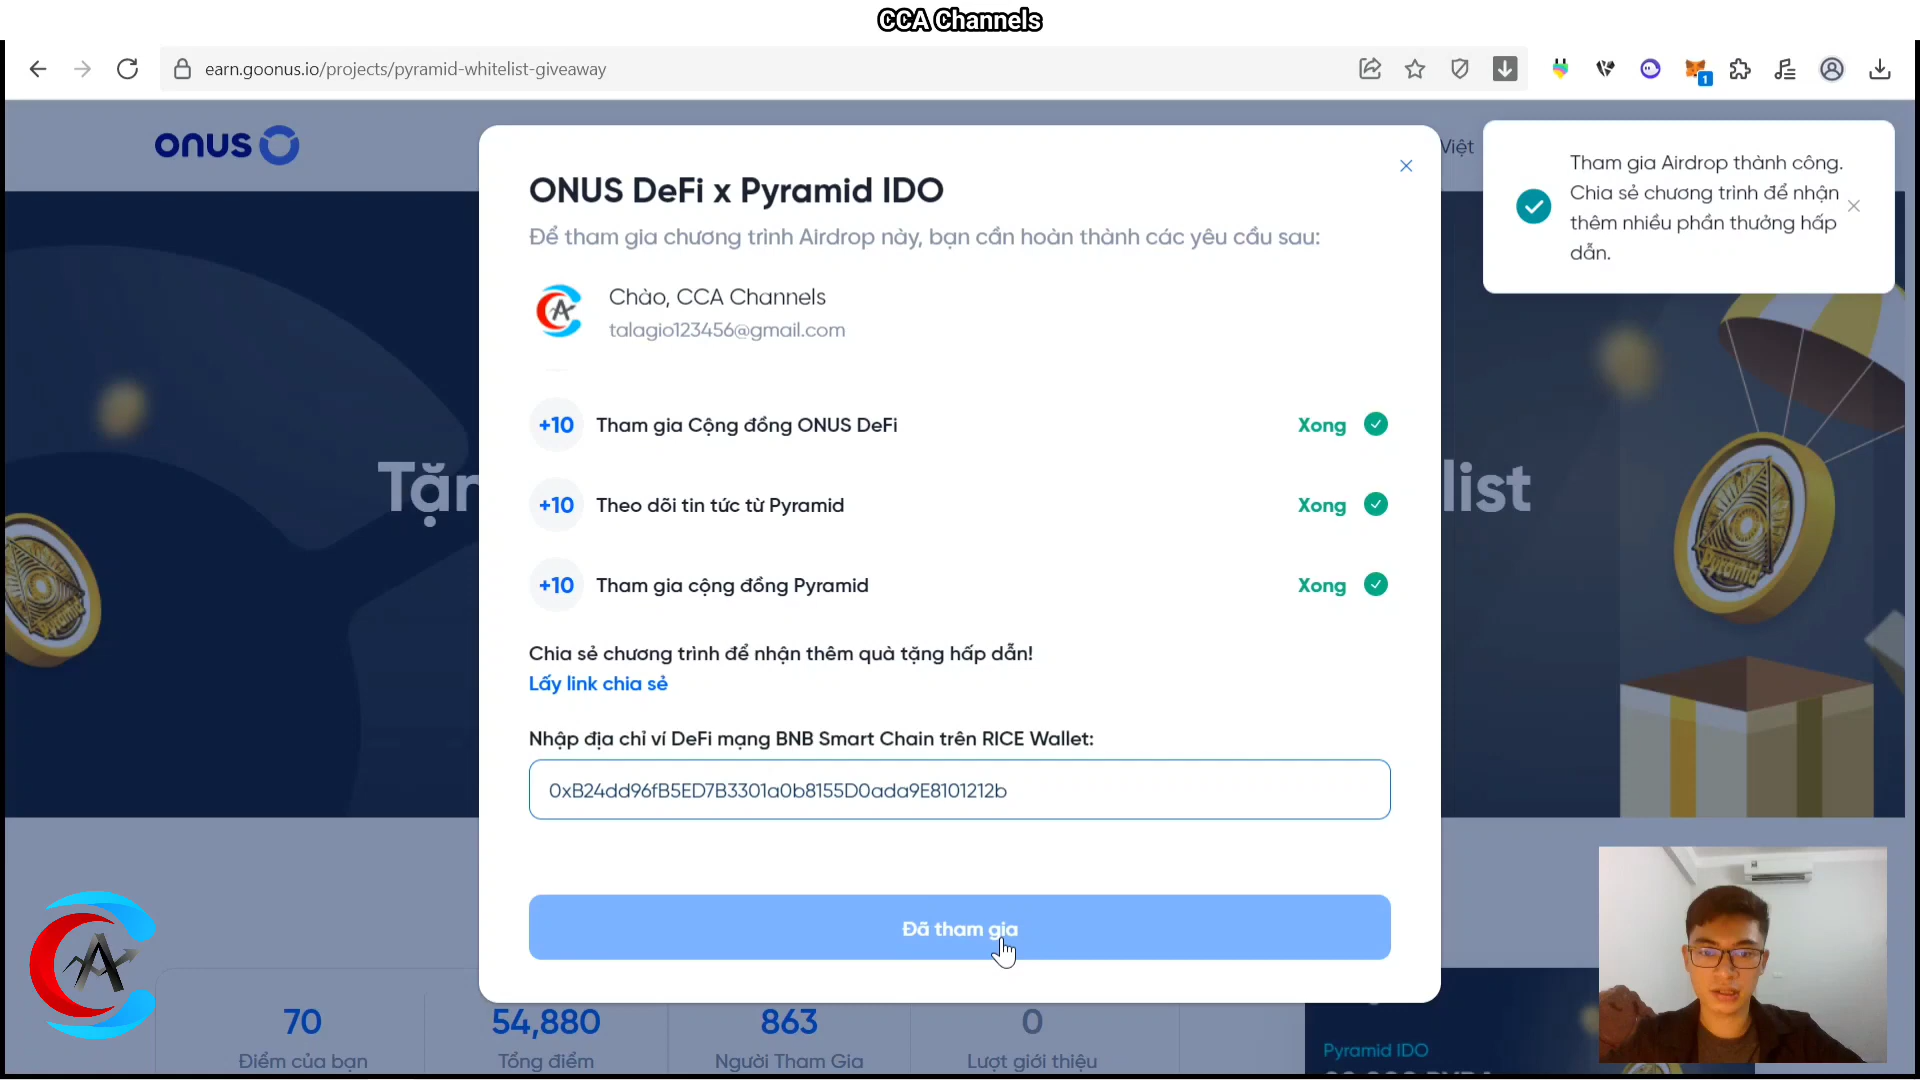 CCA Channels
earn.goonus.io/projects/pyramid-whitelist-giveaway
1
onus
Việt
Tham gia Airdrop thành công.
Chia sẻ chương trình để nhận
thêm nhiều phần thưởng hấp
dẫn.
ONUS DeFi x Pyramid IDO
Để tham gia chương trình Airdrop này, bạn cần hoàn thành các yêu cầu sau:
Chào, CCA Channels
talagio123456@gmail.com
+10 Tham gia Cộng đồng ONUS DeFi Xong
Tặn
list
+10 Theo dõi tin tức từ Pyramid Xong
Pyramid
Pyramid
+10 Tham gia cộng đồng Pyramid Xong
Chia sẻ chương trình để nhận thêm quà tặng hấp dẫn!
Lấy link chia sẻ
Nhập địa chỉ ví DeFi mạng BNB Smart Chain trên RICE Wallet:
0xB24dd96fB5ED7B3301a0b8155D0ada9E8101212b
Đã tham gia
70 54,880 863 0
Điểm của bạn Tổng điểm Người Tham Gia Lượt giới thiệu
Pyramid IDO